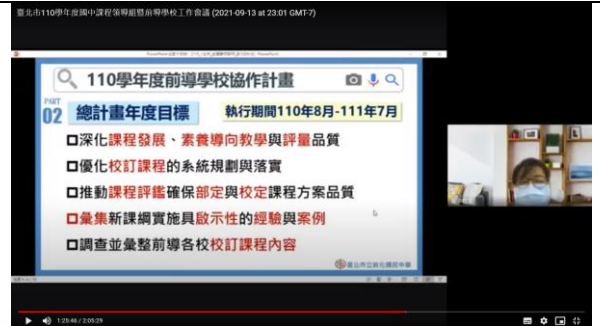 臺北市110學年度國中課程領導組暨前導學校工作會議 (2021-09-13 at 23:01 GMT-7)
110學年度前導學校協作計畫
PART
02
總計畫年度目標
執行期間110年8月-111年7月
□深化課程發展、素養導向教學與評量品質
□優化校訂課程的系統規劃與落實
□推動課程評鑑確保部定與校定課程方案品質
□彙集新課綱實施具啟示性的經驗與案例
□調查並彙整前導各校校訂課程內容
1:25:46 / 2:05:29